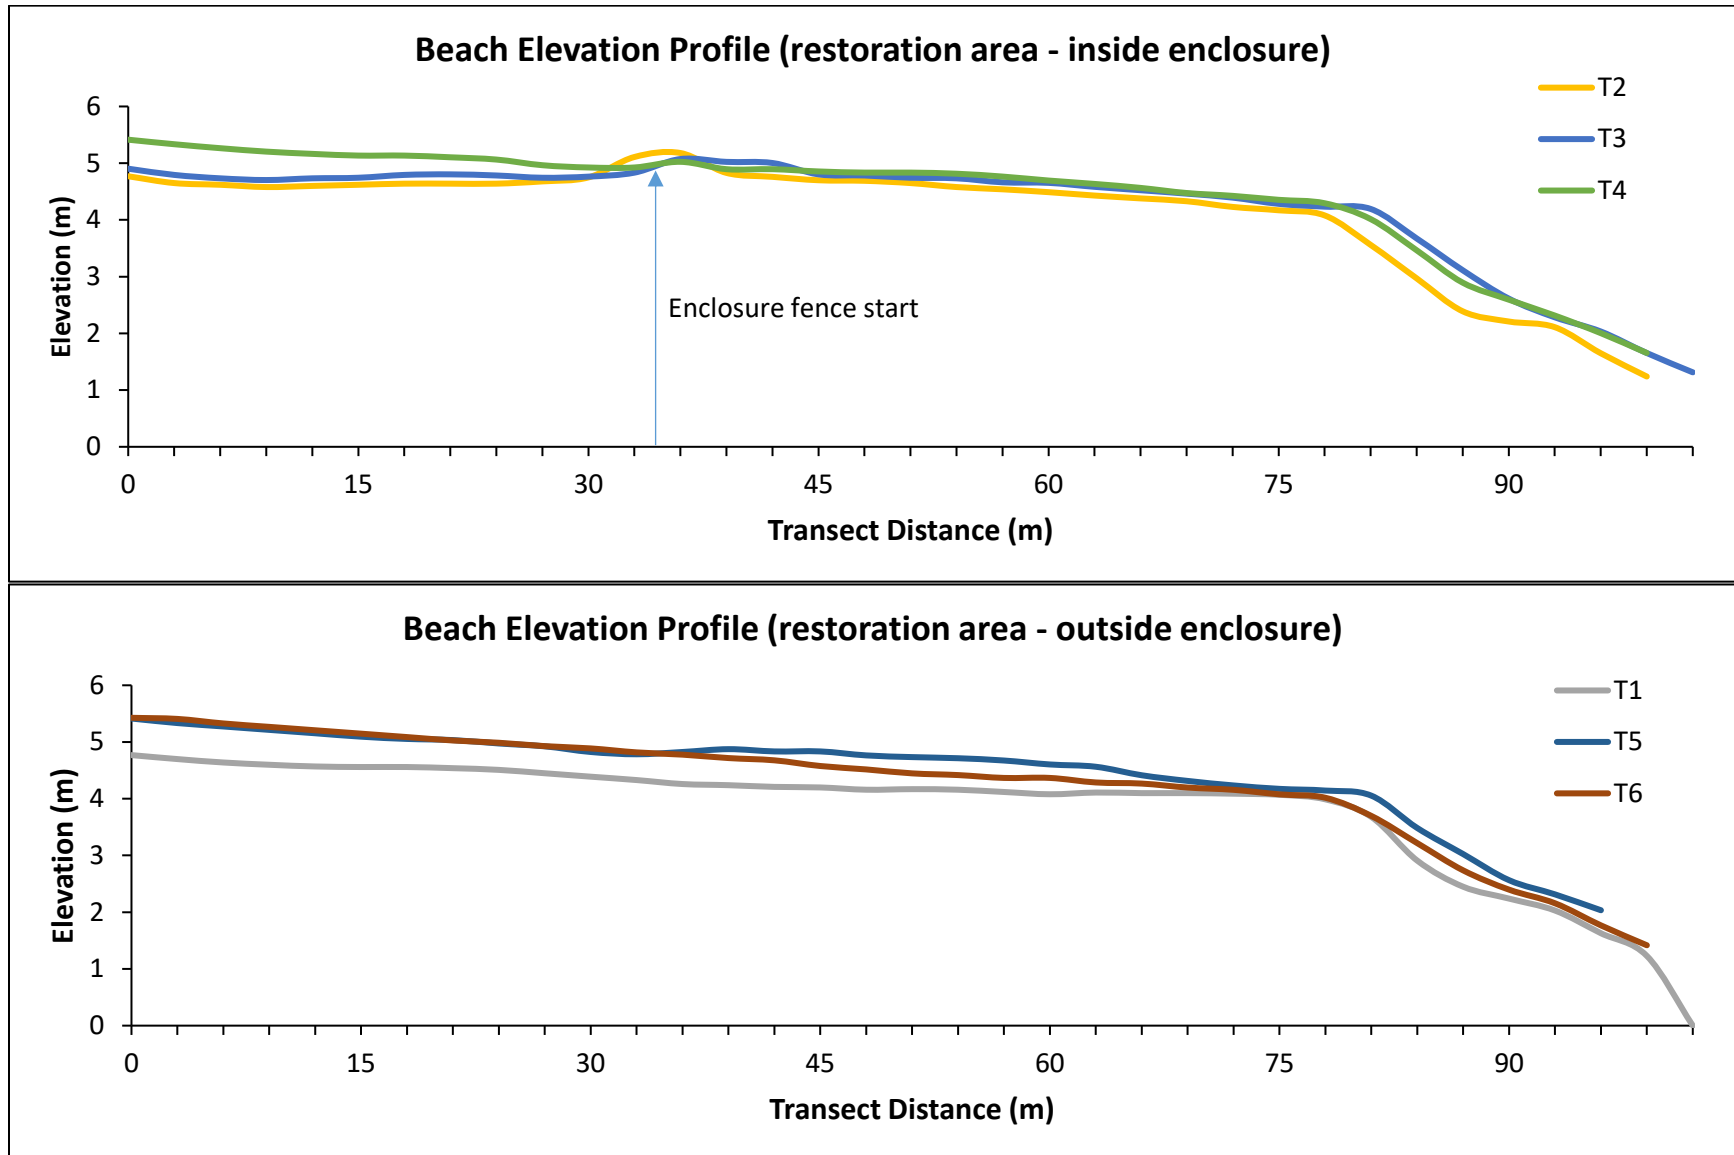 Beach Elevation Profile (restoration area - inside enclosure)
T2
T3
T4
6
5
4
3
2
1
0
Elevation (m)
Enclosure fence start
0 15 30 45 60 75 90
Transect Distance (m)
Beach Elevation Profile (restoration area - outside enclosure)
T1
T5
T6
6
5
4
3
2
1
0
Elevation (m)
0 15 30 45 60 75 90
Transect Distance (m)